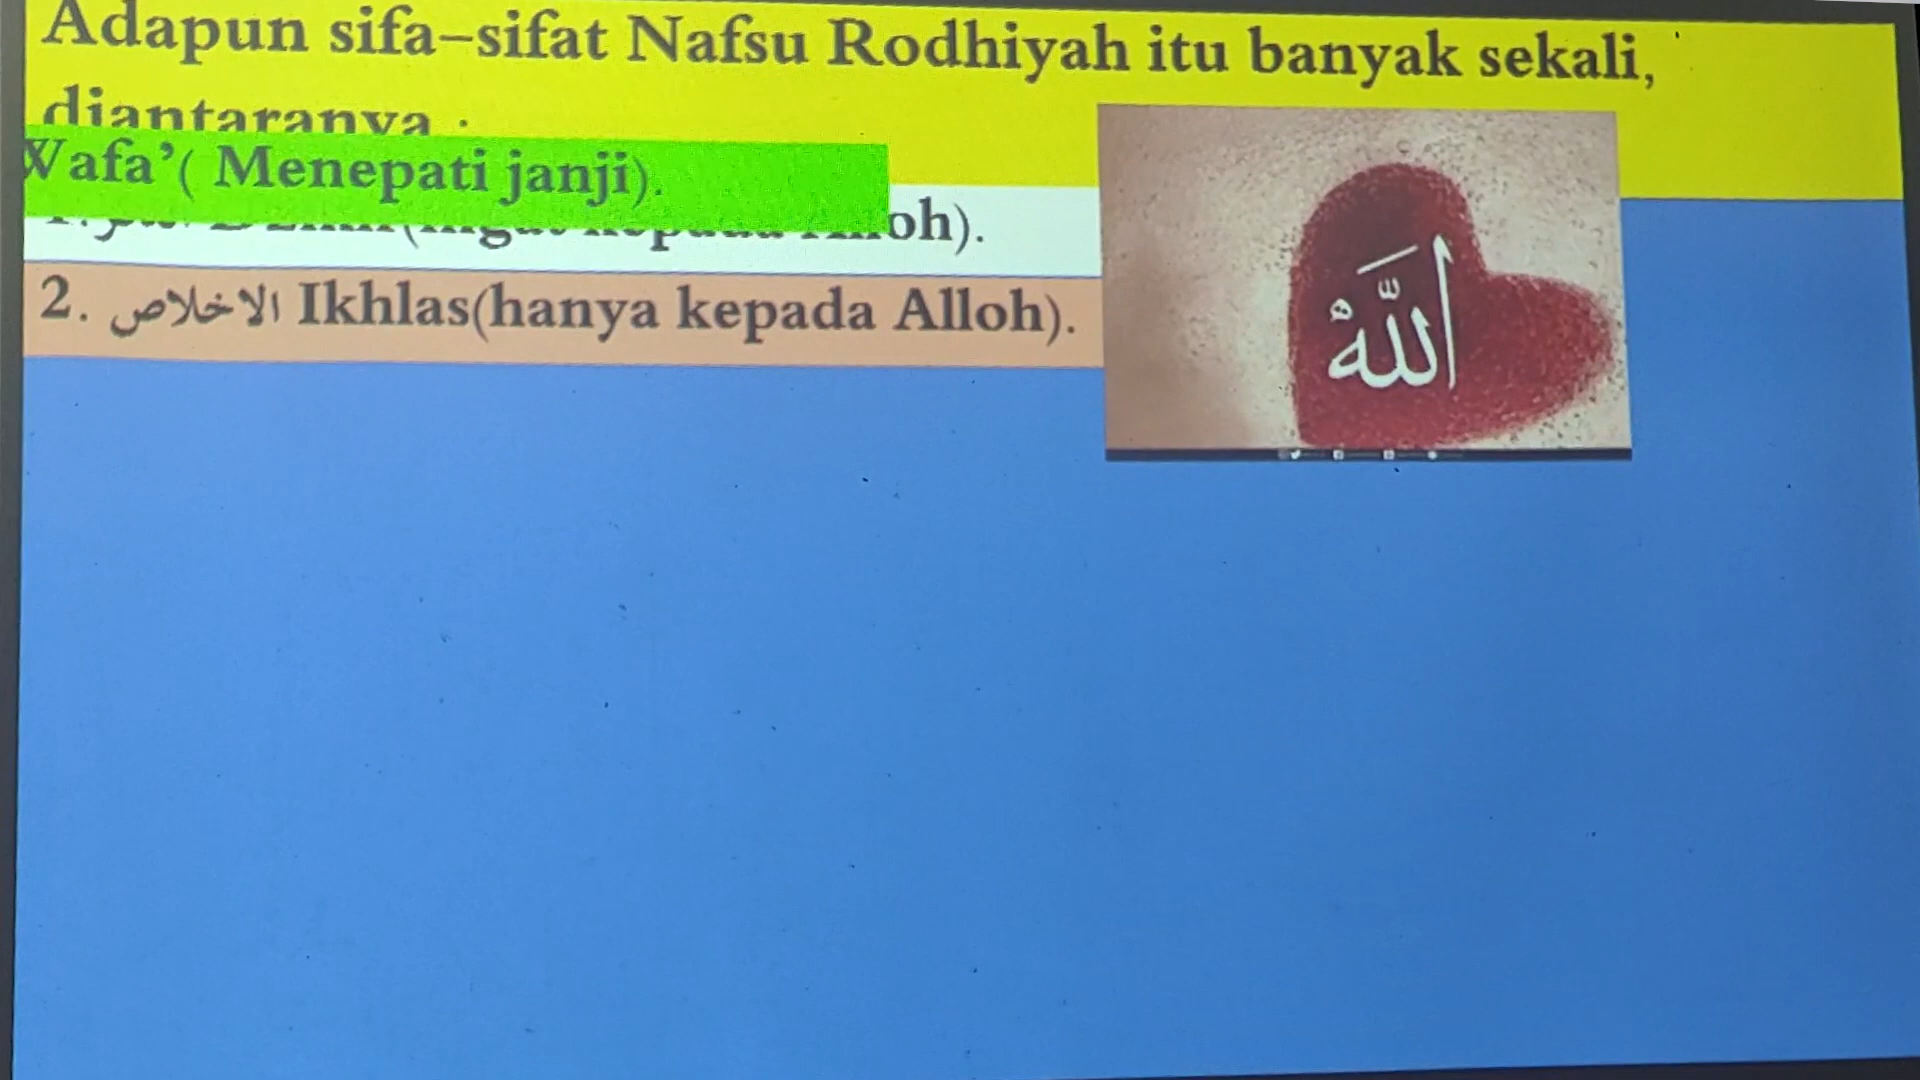 Adapun sifa-sifat Nafsu Rodhiyah itu banyak sekali,
diantaranya :
Wafa'( Menepati janji).
oh).
2. الاخلاص Ikhlas(hanya kepada Alloh).
الله